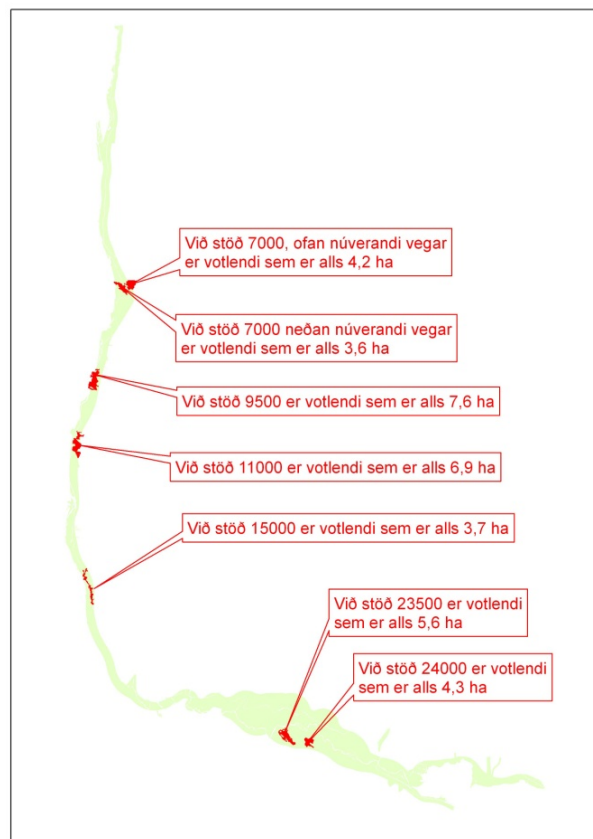 Við stöð 7000, ofan núverandi vegar
er votlendi sem er alls 4,2 ha
Við stöð 7000 neðan núverandi vegar
er votlendi sem er alls 3,6 ha
Við stöð 9500 er votlendi sem er alls 7,6 ha
Við stöð 11000 er votlendi sem er alls 6,9 ha
Við stöð 15000 er votlendi sem er alls 3,7 ha
Við stöð 23500 er votlendi
sem er alls 5,6 ha
Við stöð 24000 er votlendi
sem er alls 4,3 ha